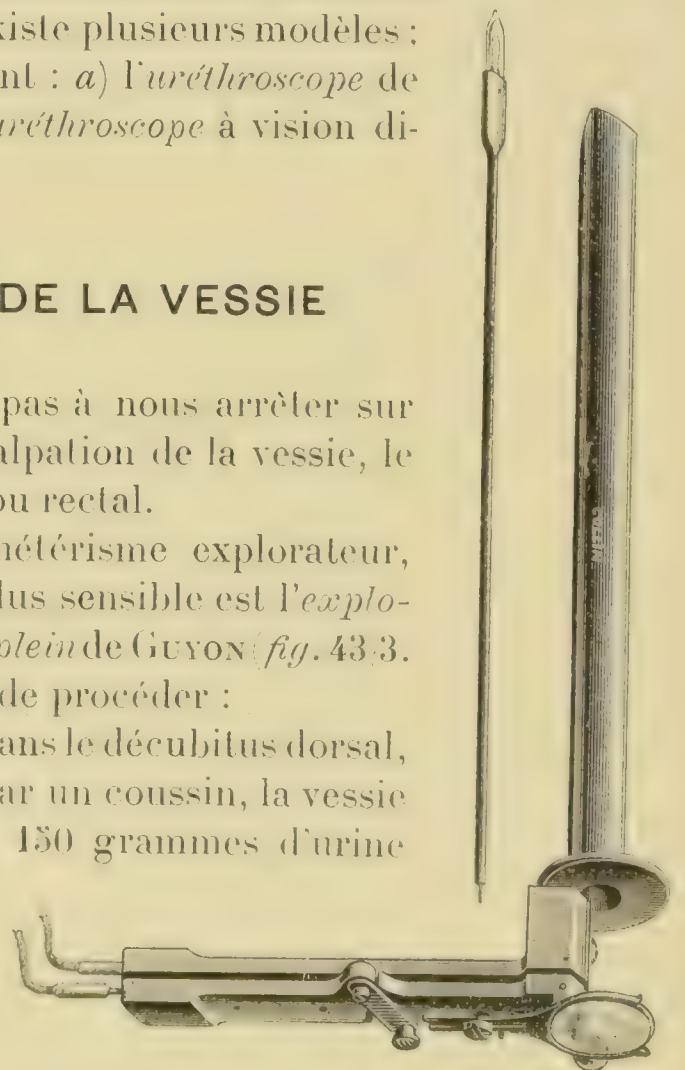 xiste plusieurs modèles :
nt : a) l'uréthroscope de
uréthroscope à vision di-
DE LA VESSIE
pas à nous arrêter sur
alpation de la vessie, le
ou rectal.
hétérisme explorateur,
lus sensible est l'explo-
plein de GUYON (fig. 43-3.
de procéder :
ans le décubitus dorsal,
ar un coussin, la vessie
150 grammes d'urine